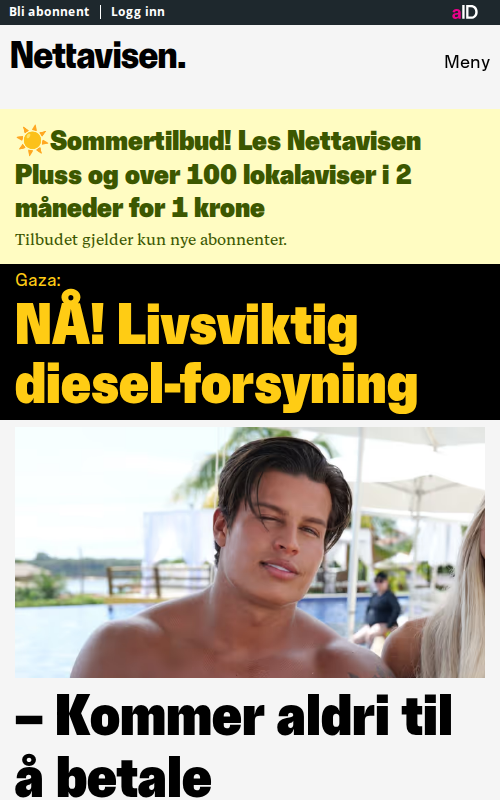 Bli abonnent
Logg inn
aID
Nettavisen.
Meny
☀️Sommertilbud! Les Nettavisen
Pluss og over 100 lokalaviser i 2
måneder for 1 krone
Tilbudet gjelder kun nye abonnenter.
Gaza:
NÅ! Livsviktig
diesel-forsyning
– Kommer aldri til
å betale